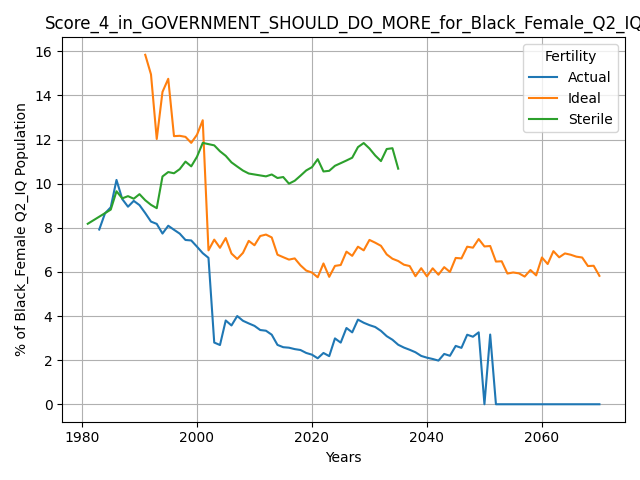 Score_4_in_GOVERNMENT_SHOULD_DO_MORE_for_Black_Female_Q2_IQ
Fertility
Actual
Ideal
Sterile
% of Black_Female Q2_IQ Population
16
14
12
10
8
6
4
2
0
1980 2000 2020 2040 2060
Years